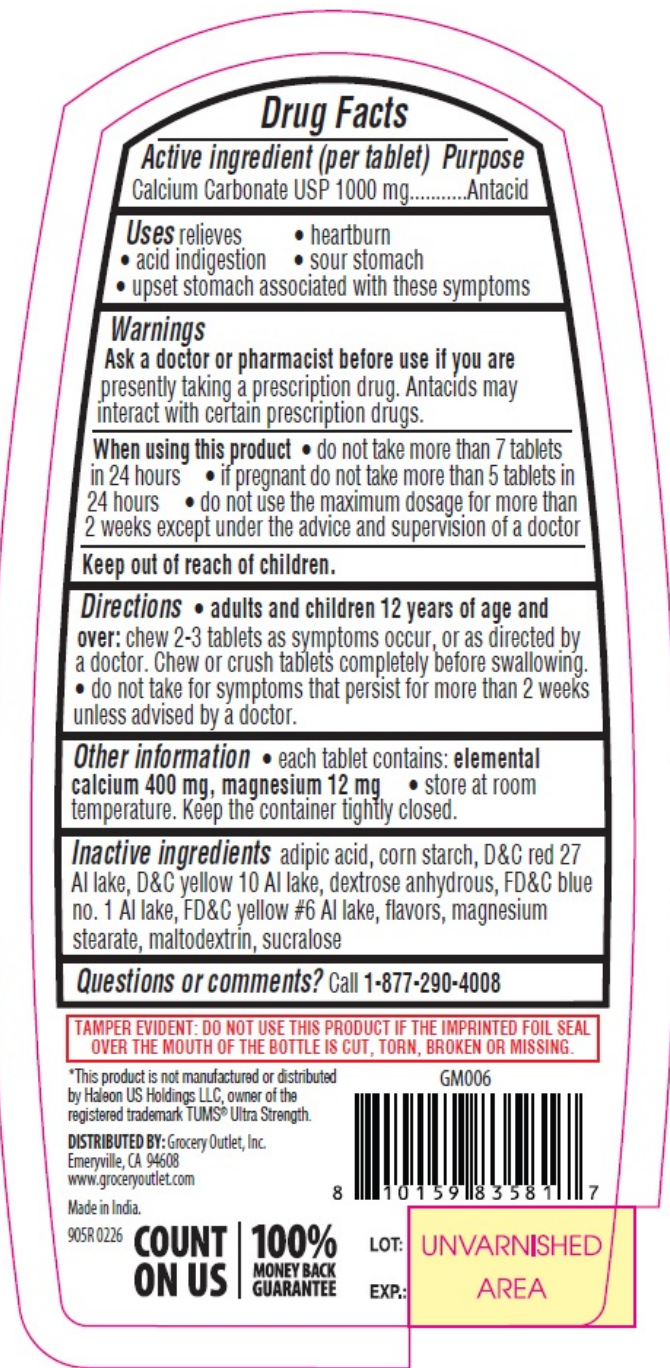 Drug Facts
Active ingredient (per tablet) Purpose
Calcium Carbonate USP 1000 mg...........Antacid
Uses relieves • heartburn
• acid indigestion • sour stomach
• upset stomach associated with these symptoms
Warnings
Ask a doctor or pharmacist before use if you are
presently taking a prescription drug. Antacids may
interact with certain prescription drugs.
When using this product • do not take more than 7 tablets
in 24 hours • if pregnant do not take more than 5 tablets in
24 hours • do not use the maximum dosage for more than
2 weeks except under the advice and supervision of a doctor
Keep out of reach of children.
Directions • adults and children 12 years of age and
over: chew 2-3 tablets as symptoms occur, or as directed by
a doctor. Chew or crush tablets completely before swallowing.
• do not take for symptoms that persist for more than 2 weeks
unless advised by a doctor.
Other information • each tablet contains: elemental
calcium 400 mg, magnesium 12 mg • store at room
temperature. Keep the container tightly closed.
Inactive ingredients adipic acid, corn starch, D&C red 27
Al lake, D&C yellow 10 Al lake, dextrose anhydrous, FD&C blue
no. 1 Al lake, FD&C yellow #6 Al lake, flavors, magnesium
stearate, maltodextrin, sucralose
Questions or comments? Call 1-877-290-4008
TAMPER EVIDENT: DO NOT USE THIS PRODUCT IF THE IMPRINTED FOIL SEAL
OVER THE MOUTH OF THE BOTTLE IS CUT, TORN, BROKEN OR MISSING.
*This product is not manufactured or distributed
by Haleon US Holdings LLC, owner of the
registered trademark TUMS® Ultra Strength.
DISTRIBUTED BY: Grocery Outlet, Inc.
Emeryville, CA 94608
www.groceryoutlet.com
Made in India.
905R 0226
GM006
8 10159 83581 7
COUNT
ON US
100%
MONEY BACK
GUARANTEE
LOT:
EXP.:
UNVARNISHED
AREA